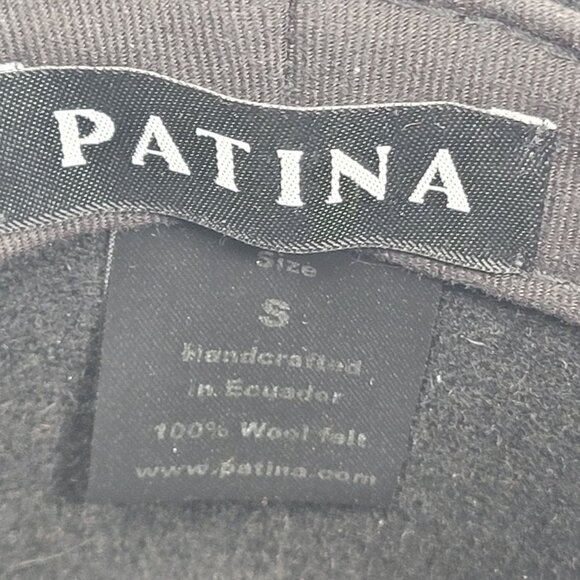 PATINA
Size
S
Handcrafted
in Ecuador
100% Wool felt
www.patina.com